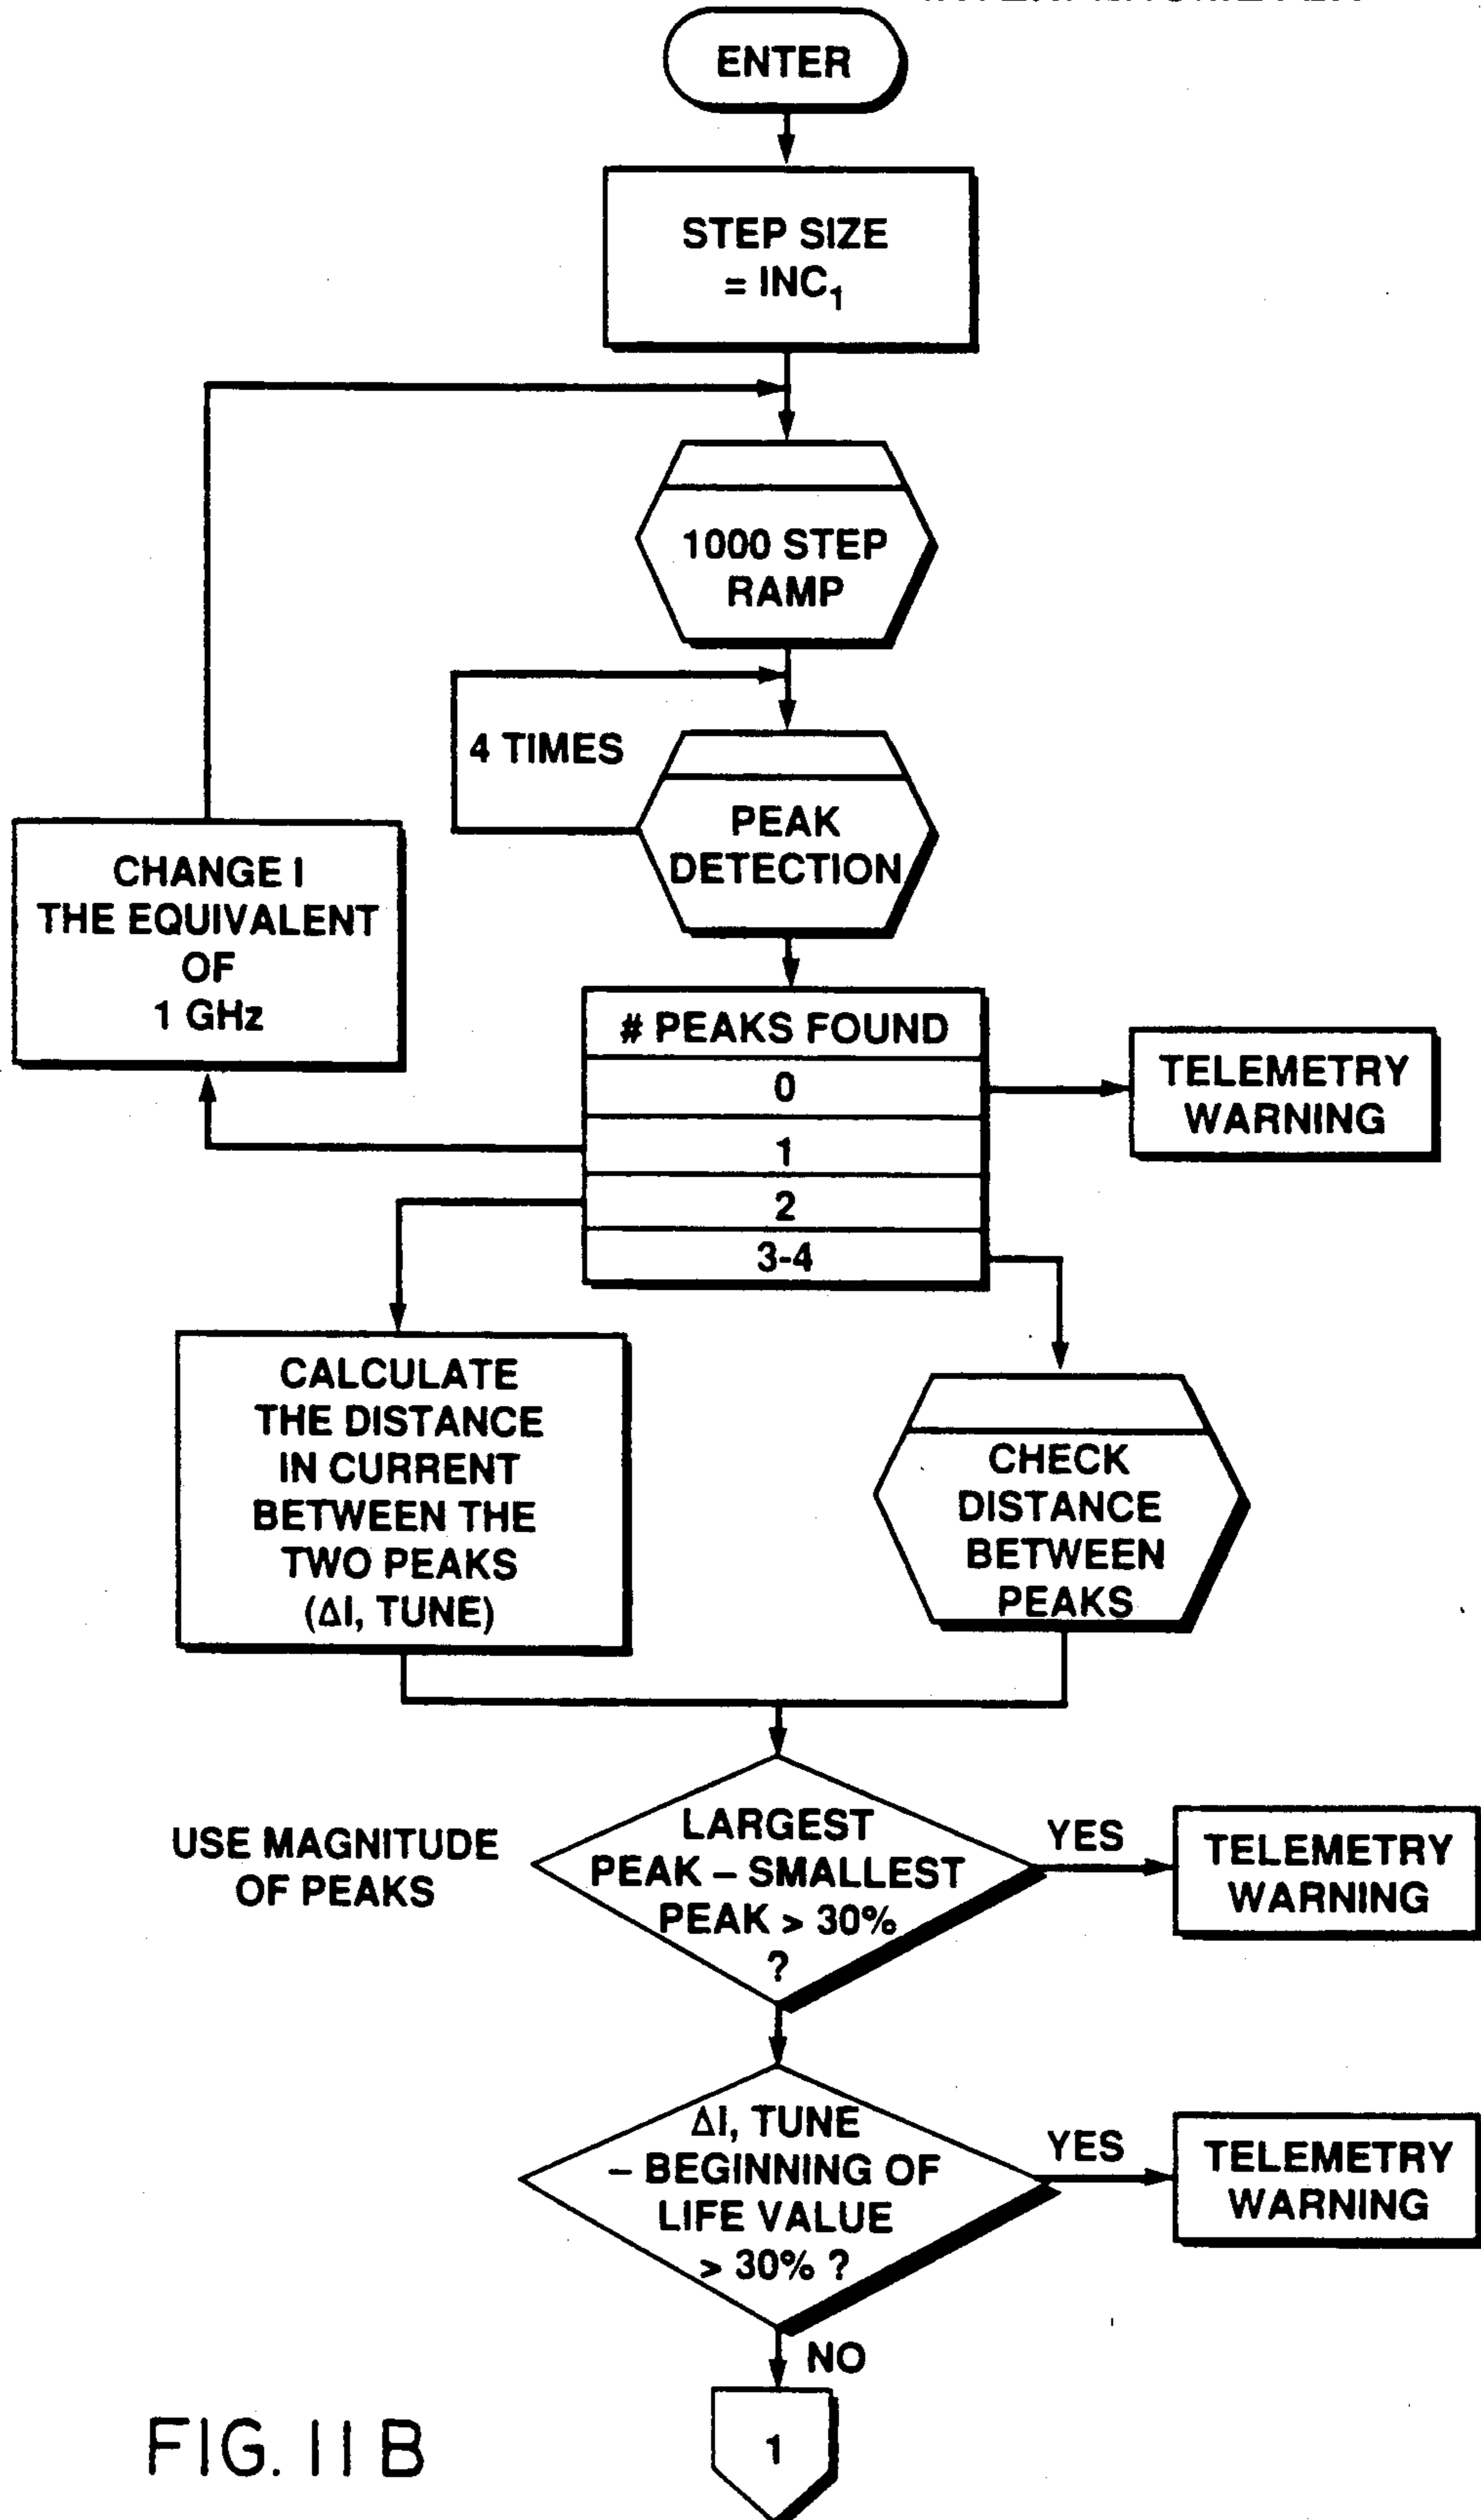 ENTER
STEP SIZE
= INC₁
1000 STEP
RAMP
4 TIMES
PEAK
DETECTION
CHANGE I
THE EQUIVALENT
OF
1 GHz
# PEAKS FOUND
0
1
2
3-4
TELEMETRY
WARNING
CALCULATE
THE DISTANCE
IN CURRENT
BETWEEN THE
TWO PEAKS
(ΔI, TUNE)
CHECK
DISTANCE
BETWEEN
PEAKS
USE MAGNITUDE
OF PEAKS
LARGEST
PEAK – SMALLEST
PEAK > 30%
?
YES
TELEMETRY
WARNING
ΔI, TUNE
– BEGINNING OF
LIFE VALUE
> 30% ?
YES
TELEMETRY
WARNING
NO
1
FIG. 11 B